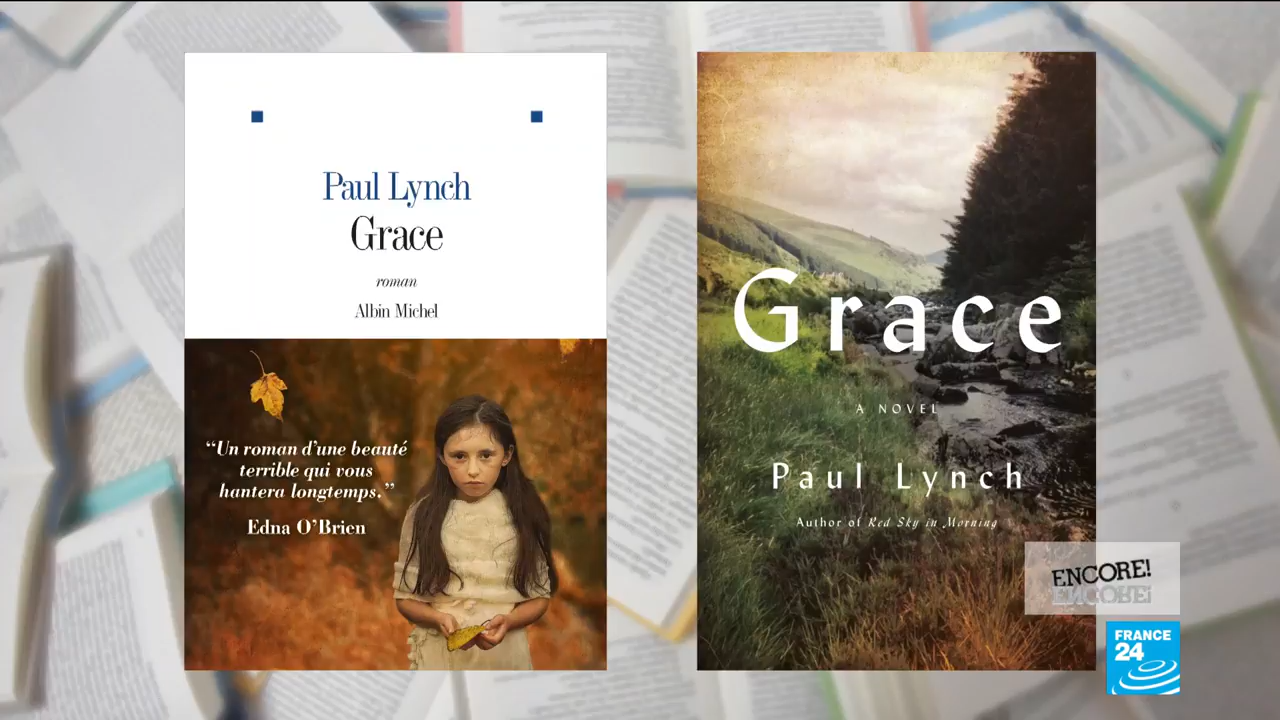 Paul Lynch
Grace
roman
Albin Michel
“Un roman d’une beauté
terrible qui vous
hantera longtemps.”
Edna O’Brien
Grace
A NOVEL
Paul Lynch
Author of Red Sky in Morning
ENCORE!
FRANCE
24